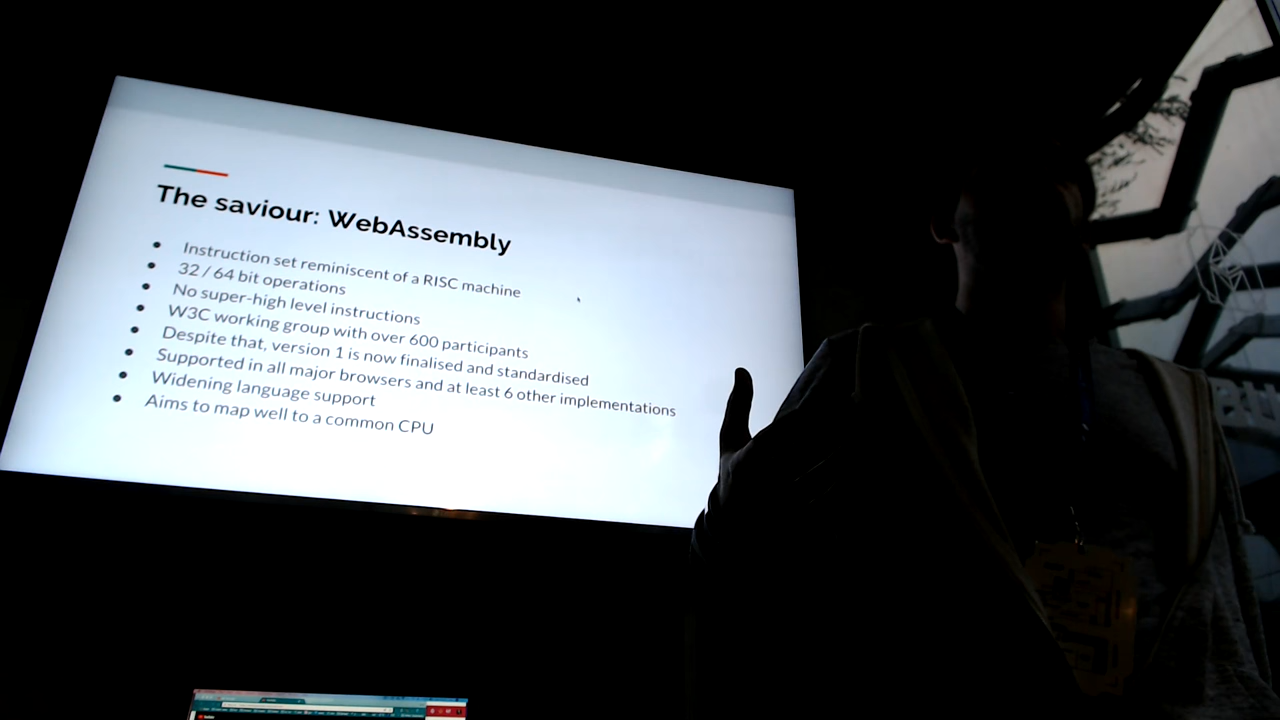 The saviour: WebAssembly
Instruction set reminiscent of a RISC machine
32 / 64 bit operations
No super-high level instructions
W3C working group with over 600 participants
Despite that, version 1 is now finalised and standardised
Supported in all major browsers and at least 6 other implementations
Widening language support
Aims to map well to a common CPU